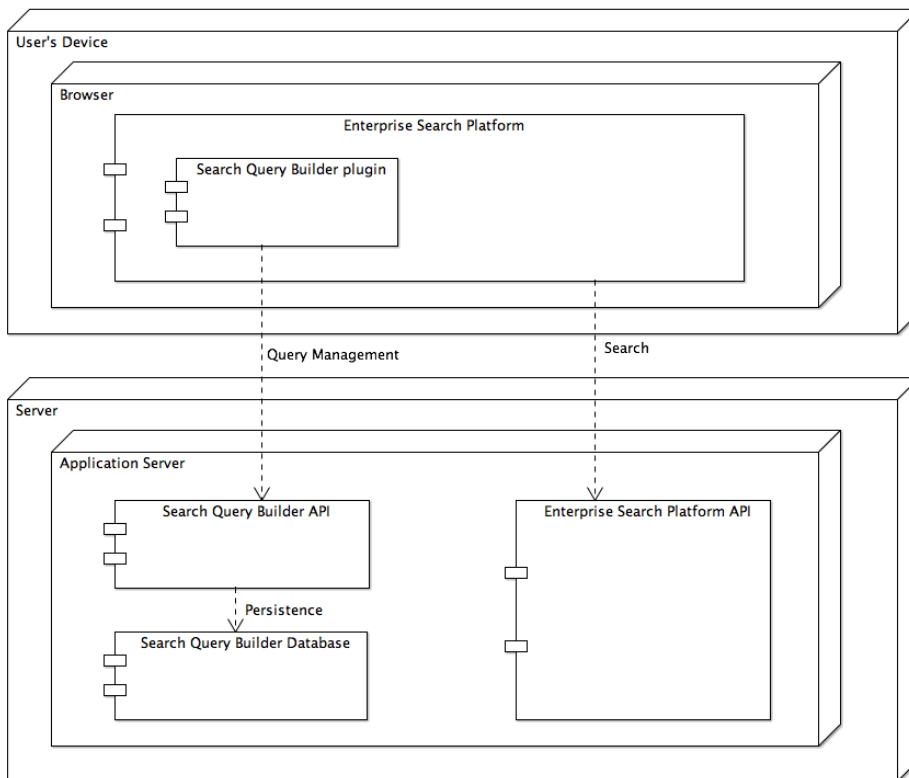 User's Device
Browser
Enterprise Search Platform
Search Query Builder plugin
Query Management
Search
Server
Application Server
Search Query Builder API
Enterprise Search Platform API
Persistence
Search Query Builder Database